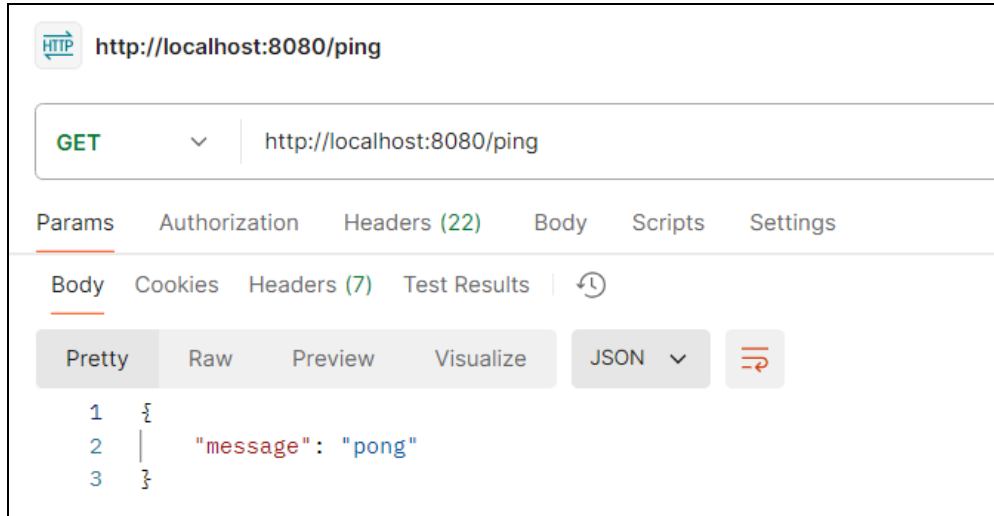 HTTP http://localhost:8080/ping
GET http://localhost:8080/ping
Params Authorization Headers (22) Body Scripts Settings
Body Cookies Headers (7) Test Results
Pretty Raw Preview Visualize JSON
1 {
2 "message": "pong"
3 }